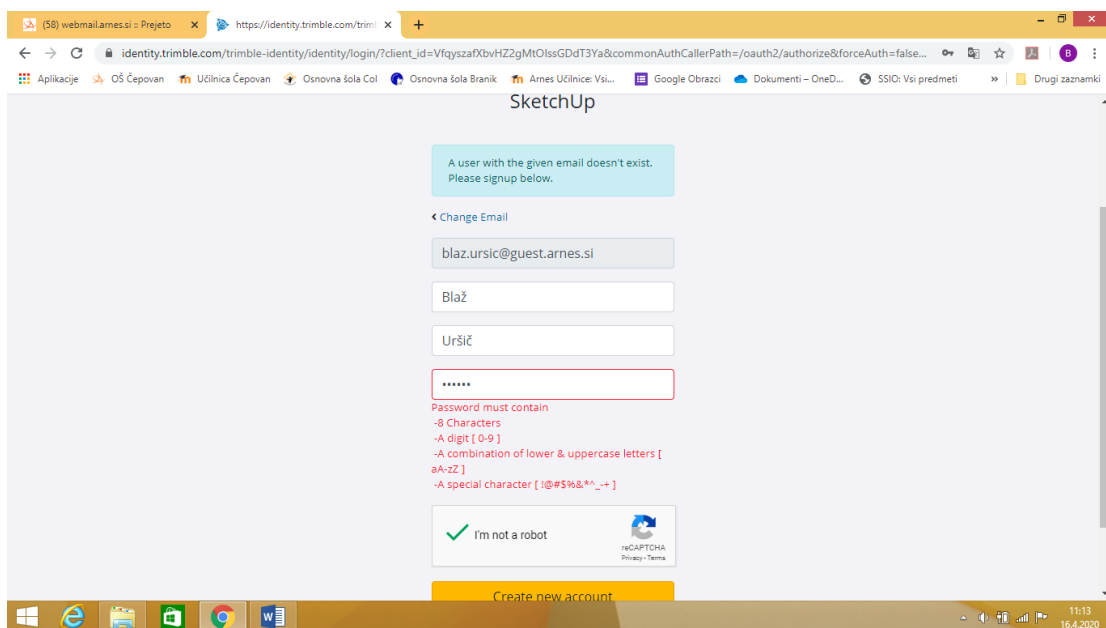 (58) webmail.arnes.si :: Prejeto
https://identity.trimble.com/triml
identity.trimble.com/trimble-identity/identity/login/?client_id=VfqyszafXbvHZ2gMtOIssGDdT3Ya&commonAuthCallerPath=/oauth2/authorize&forceAuth=false...
B
Aplikacije OŠ Čepovan Učilnica Čepovan Osnovna šola Col Osnovna šola Branik Arnes Učilnice: Vsi... Google Obrazci Dokumenti – OneD... SSIO: Vsi predmeti » Drugi zaznamki
SketchUp
A user with the given email doesn't exist.
Please signup below.
Change Email
blaz.ursic@guest.arnes.si
Blaž
Uršič
••••••
Password must contain
-8 Characters
-A digit [ 0-9 ]
-A combination of lower & uppercase letters [
aA-zZ ]
-A special character [ !@#$%&*^_-+ ]
I'm not a robot
reCAPTCHA
Privacy - Terms
Create new account
11:13
16.4.2020